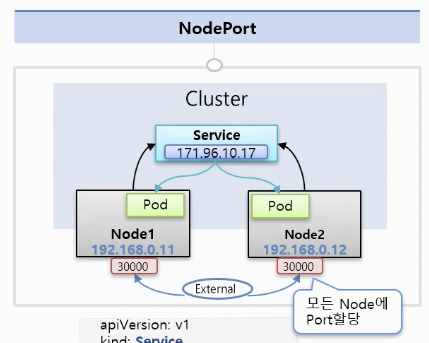 NodePort
Cluster
Service
171.96.10.17
Pod
Pod
Node1
Node2
192.168.0.11
192.168.0.12
30000
30000
External
모든 Node에
Port할당
apiVersion: v1
kind: Service